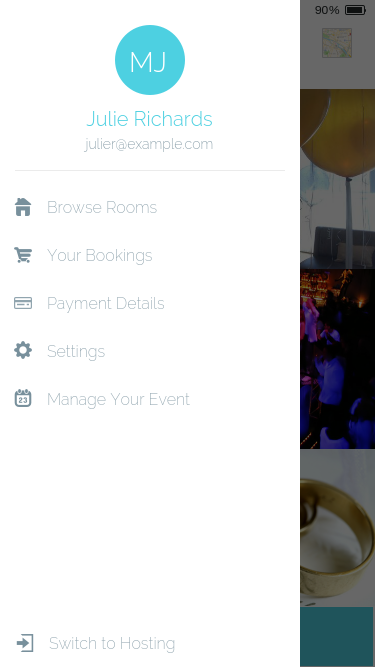 90%
MJ
Julie Richards
julier@example.com
Browse Rooms
Your Bookings
Payment Details
Settings
23
Manage Your Event
Switch to Hosting